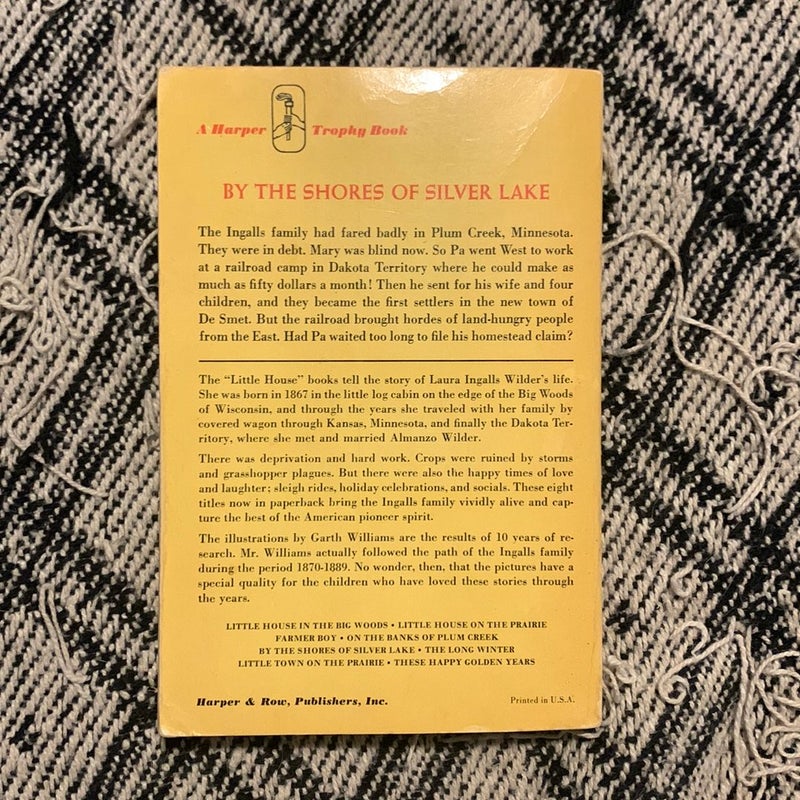 A Harper Trophy Book
BY THE SHORES OF SILVER LAKE
The Ingalls family had fared badly in Plum Creek, Minnesota.
They were in debt. Mary was blind now. So Pa went West to work
at a railroad camp in Dakota Territory where he could make as
much as fifty dollars a month! Then he sent for his wife and four
children, and they became the first settlers in the new town of
De Smet. But the railroad brought hordes of land-hungry people
from the East. Had Pa waited too long to file his homestead claim?
The "Little House" books tell the story of Laura Ingalls Wilder's life.
She was born in 1867 in the little log cabin on the edge of the Big Woods
of Wisconsin, and through the years she traveled with her family by
covered wagon through Kansas, Minnesota, and finally the Dakota Ter-
ritory, where she met and married Almanzo Wilder.
There was deprivation and hard work. Crops were ruined by storms
and grasshopper plagues. But there were also the happy times of love
and laughter; sleigh rides, holiday celebrations, and socials. These eight
titles now in paperback bring the Ingalls family vividly alive and cap-
ture the best of the American pioneer spirit.
The illustrations by Garth Williams are the results of 10 years of re-
search. Mr. Williams actually followed the path of the Ingalls family
during the period 1870-1889. No wonder, then, that the pictures have a
special quality for the children who have loved these stories through
the years.
LITTLE HOUSE IN THE BIG WOODS • LITTLE HOUSE ON THE PRAIRIE
FARMER BOY • ON THE BANKS OF PLUM CREEK
BY THE SHORES OF SILVER LAKE • THE LONG WINTER
LITTLE TOWN ON THE PRAIRIE • THESE HAPPY GOLDEN YEARS
Harper & Row, Publishers, Inc. Printed in U.S.A.